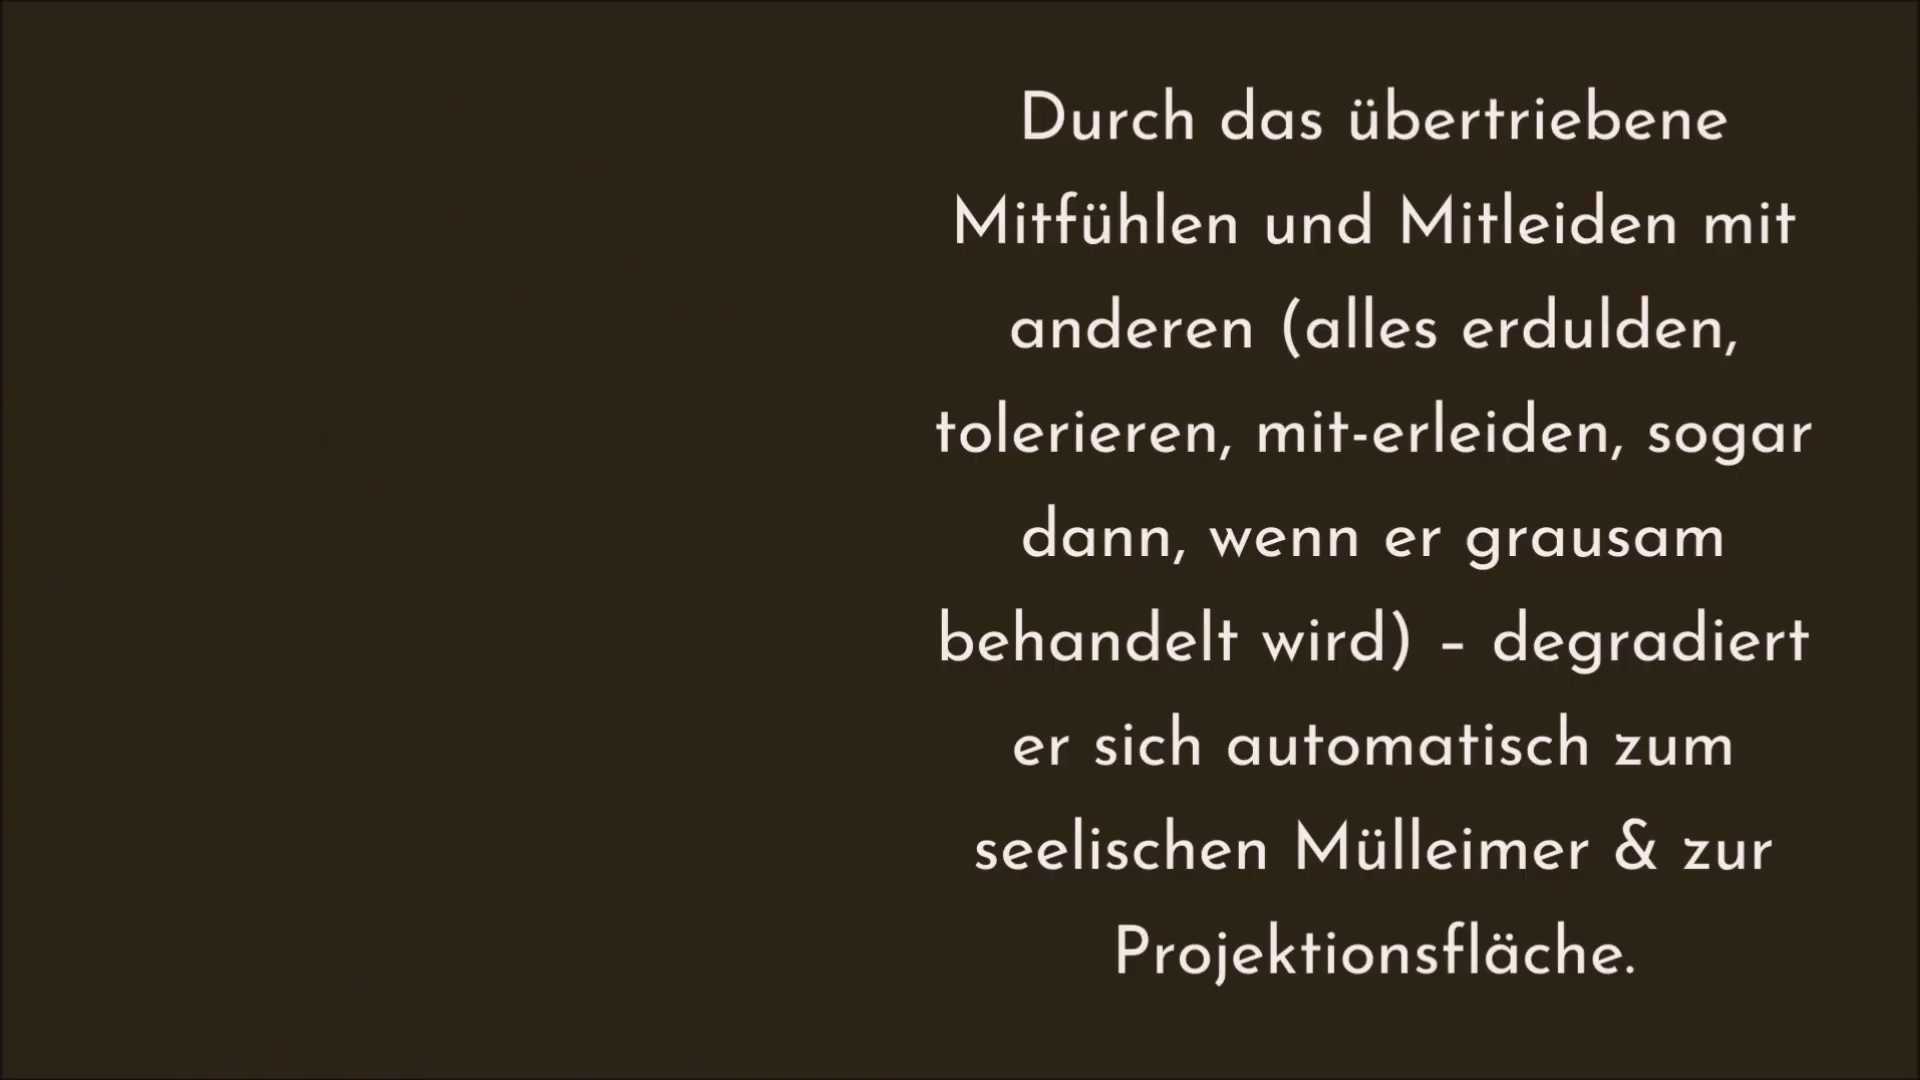 Durch das übertriebene
Mitfühlen und Mitleiden mit
anderen (alles erdulden,
tolerieren, mit-erleiden, sogar
dann, wenn er grausam
behandelt wird) – degradiert
er sich automatisch zum
seelischen Mülleimer & zur
Projektionsfläche.